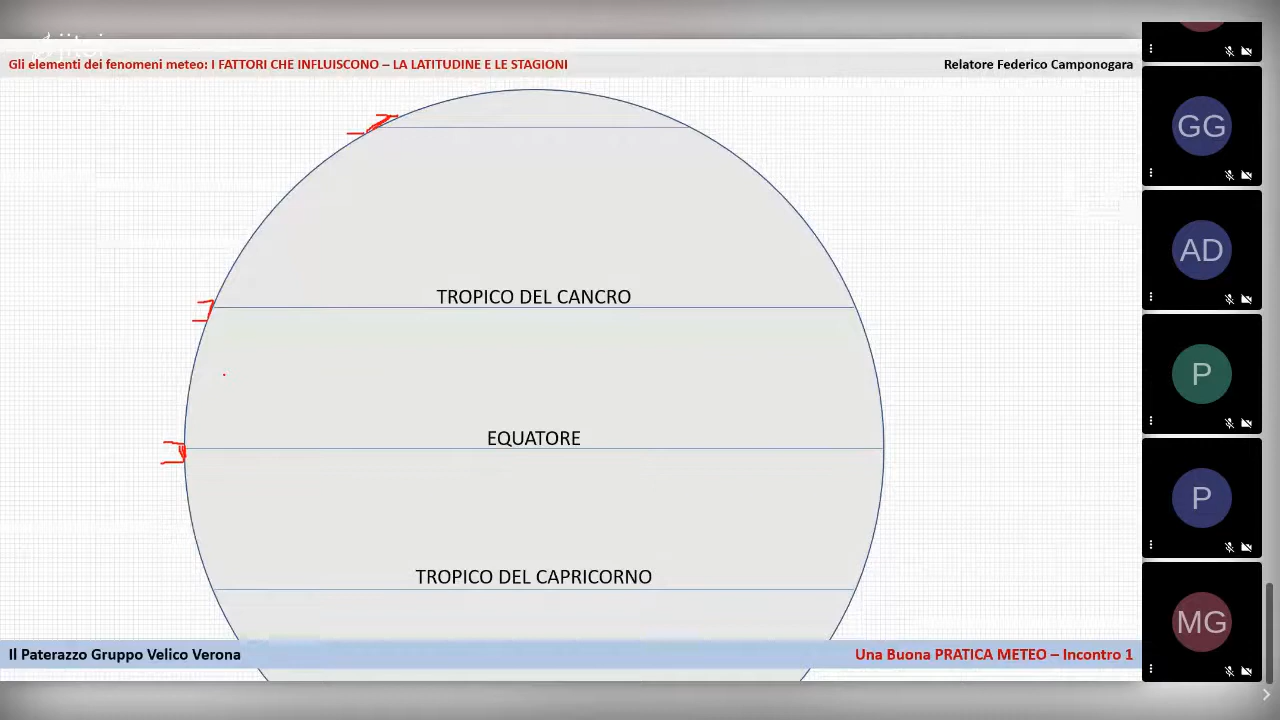 Gli elementi dei fenomeni meteo: I FATTORI CHE INFLUISCONO – LA LATITUDINE E LE STAGIONI
Relatore Federico Camponogara
TROPICO DEL CANCRO
EQUATORE
TROPICO DEL CAPRICORNO
Il Paterazzo Gruppo Velico Verona
Una Buona PRATICA METEO – Incontro 1
GG
AD
P
P
MG